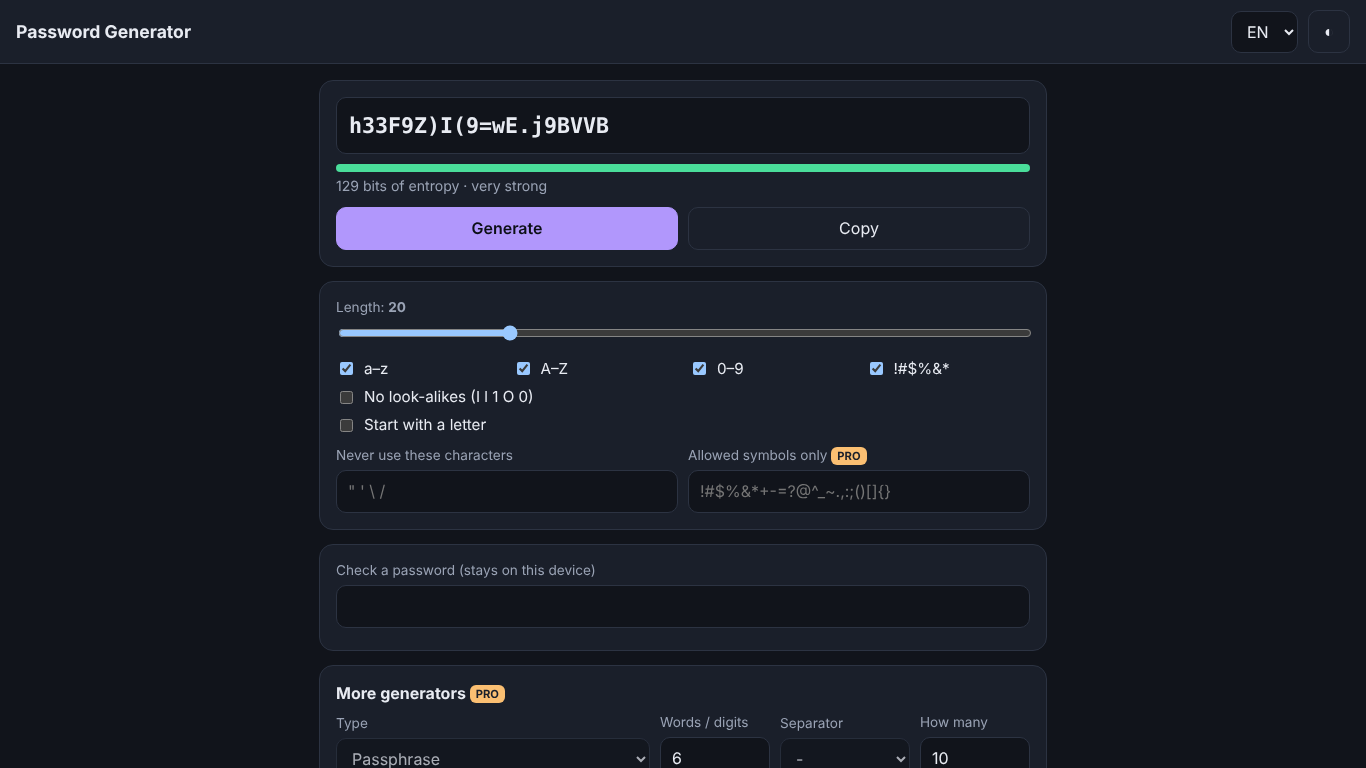 Password Generator
EN
h33F9Z)I(9=wE.j9BVVB
129 bits of entropy · very strong
Generate
Copy
Length: 20
a–z
A–Z
0–9
!#$%&*
No look-alikes (I l 1 O 0)
Start with a letter
Never use these characters
Allowed symbols only PRO
" ' \ /
!#$%&*+-=?@^_~.,:;()[]{}
Check a password (stays on this device)
More generators PRO
Type
Words / digits
Separator
How many
Passphrase
6
-
10